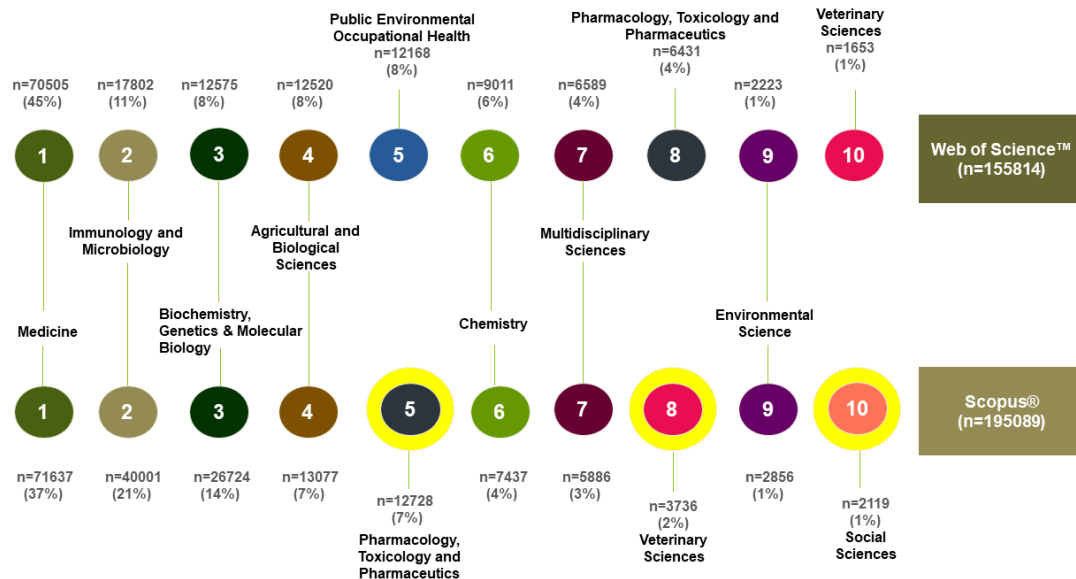 Public Environmental
Occupational Health
n=12168
(8%)
Pharmacology, Toxicology and
Pharmaceutics
n=6431
(4%)
Veterinary
Sciences
n=1653
(1%)
n=70505
(45%)
n=17802
(11%)
n=12575
(8%)
n=12520
(8%)
n=9011
(6%)
n=6589
(4%)
n=2223
(1%)
1
2
3
4
5
6
7
8
9
10
Web of Science™
(n=155814)
Immunology and
Microbiology
Agricultural and
Biological
Sciences
Multidisciplinary
Sciences
Medicine
Biochemistry,
Genetics & Molecular
Biology
Chemistry
Environmental
Science
1
2
3
4
5
6
7
8
9
10
Scopus®
(n=195089)
n=71637
(37%)
n=40001
(21%)
n=26724
(14%)
n=13077
(7%)
n=12728
(7%)
Pharmacology,
Toxicology and
Pharmaceutics
n=7437
(4%)
n=5886
(3%)
n=3736
(2%)
Veterinary
Sciences
n=2856
(1%)
n=2119
(1%)
Social
Sciences